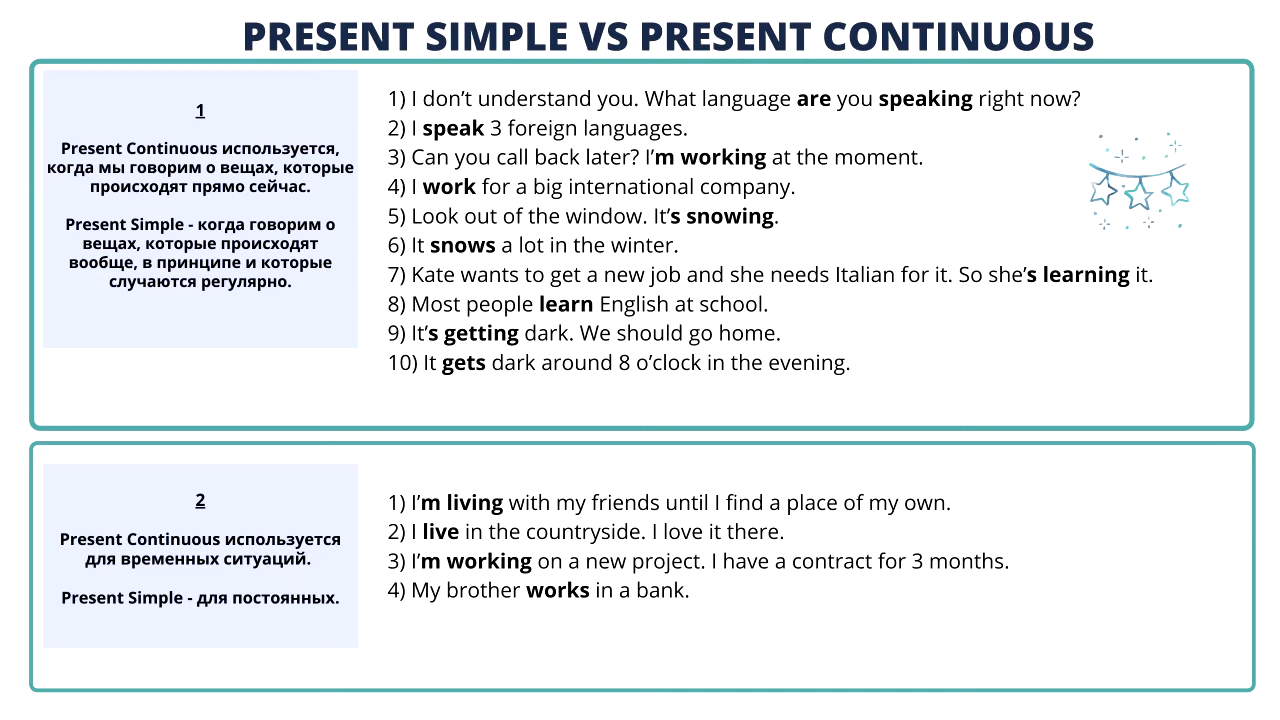 PRESENT SIMPLE VS PRESENT CONTINUOUS
1
Present Continuous используется,
когда мы говорим о вещах, которые
происходят прямо сейчас.
Present Simple - когда говорим о
вещах, которые происходят
вообще, в принципе и которые
случаются регулярно.
1) I don’t understand you. What language are you speaking right now?
2) I speak 3 foreign languages.
3) Can you call back later? I’m working at the moment.
4) I work for a big international company.
5) Look out of the window. It’s snowing.
6) It snows a lot in the winter.
7) Kate wants to get a new job and she needs Italian for it. So she’s learning it.
8) Most people learn English at school.
9) It’s getting dark. We should go home.
10) It gets dark around 8 o’clock in the evening.
2
Present Continuous используется
для временных ситуаций.
Present Simple - для постоянных.
1) I’m living with my friends until I find a place of my own.
2) I live in the countryside. I love it there.
3) I’m working on a new project. I have a contract for 3 months.
4) My brother works in a bank.